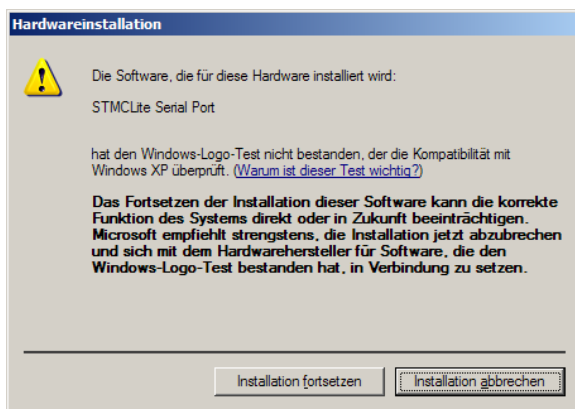 Hardwareinstallation
Die Software, die für diese Hardware installiert wird:
STMCLite Serial Port
hat den Windows-Logo-Test nicht bestanden, der die Kompatibilität mit
Windows XP überprüft. (Warum ist dieser Test wichtig?)
Das Fortsetzen der Installation dieser Software kann die korrekte
Funktion des Systems direkt oder in Zukunft beeinträchtigen.
Microsoft empfiehlt strengstens, die Installation jetzt abzubrechen
und sich mit dem Hardwarehersteller für Software, die den
Windows-Logo-Test bestanden hat, in Verbindung zu setzen.
Installation fortsetzen
Installation abbrechen